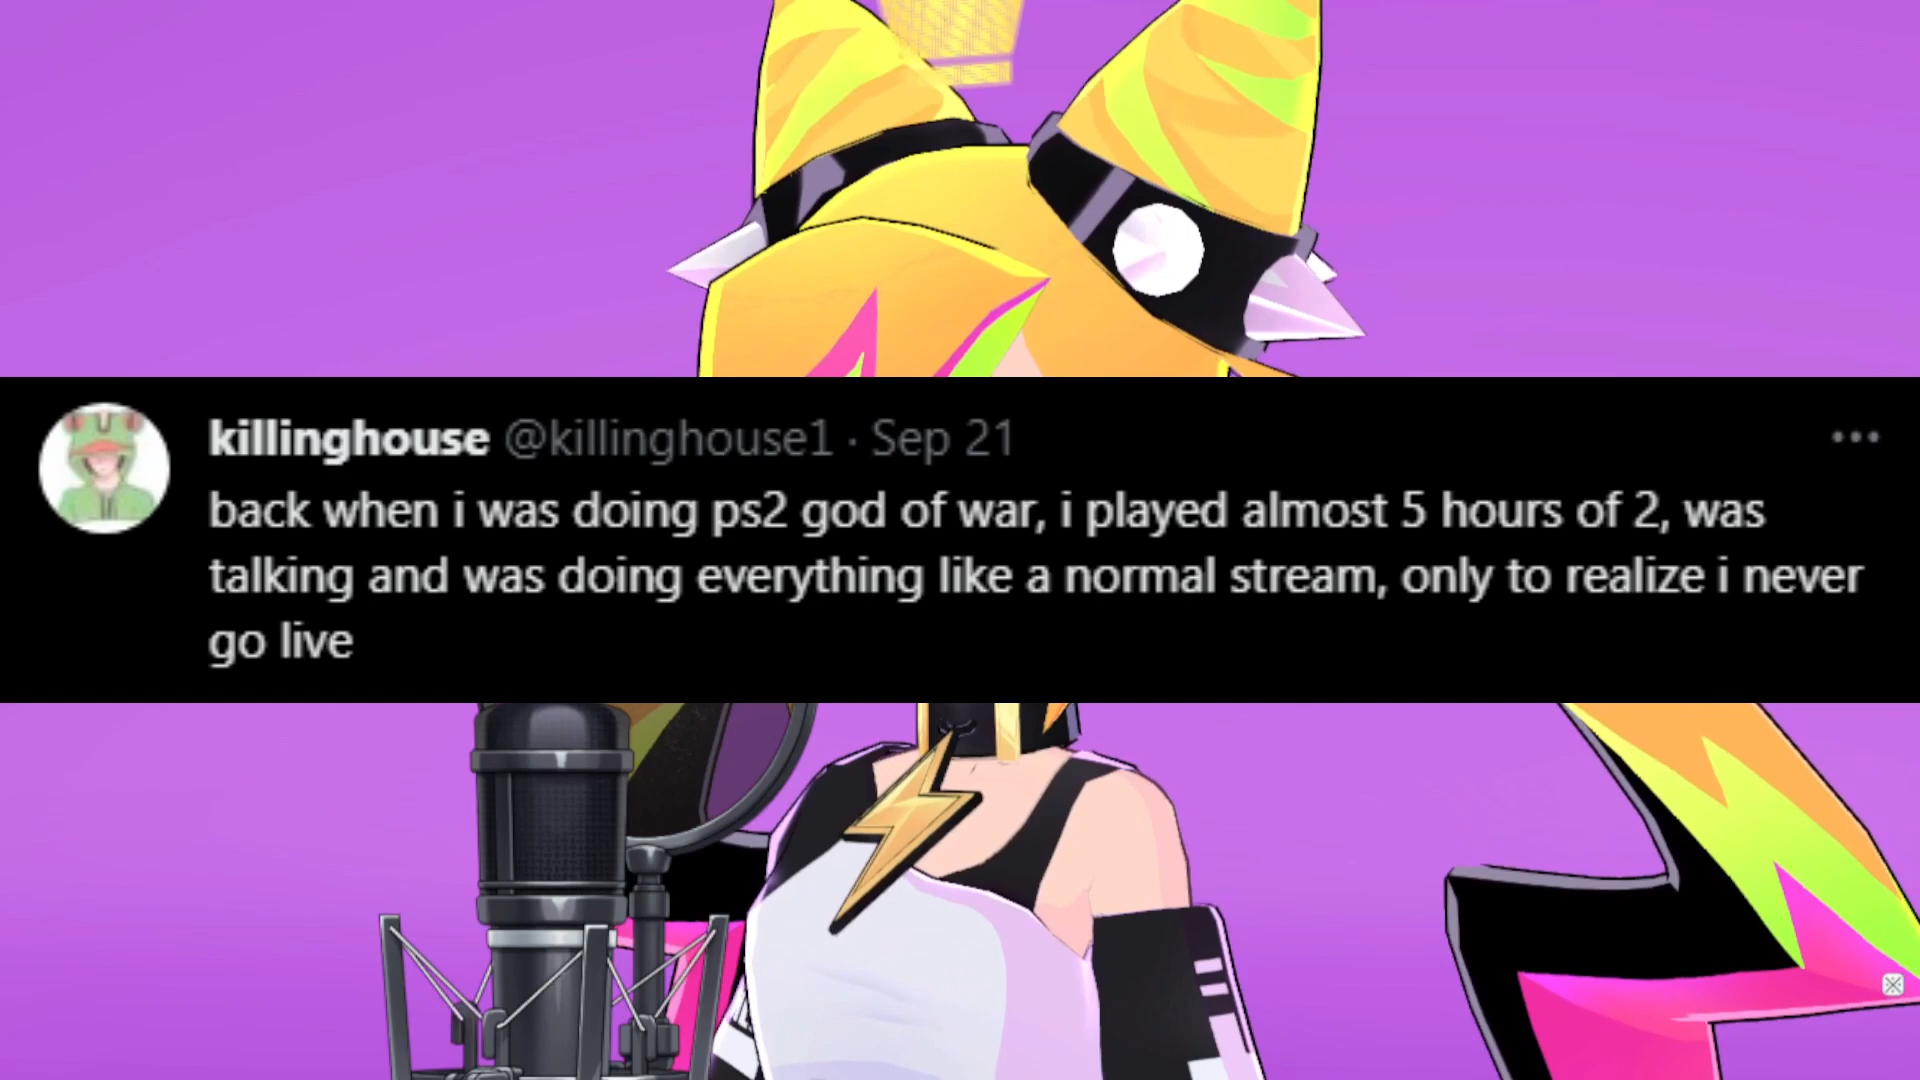 killinghouse @killinghouse1 · Sep 21
back when i was doing ps2 god of war, i played almost 5 hours of 2, was
talking and was doing everything like a normal stream, only to realize i never
go live